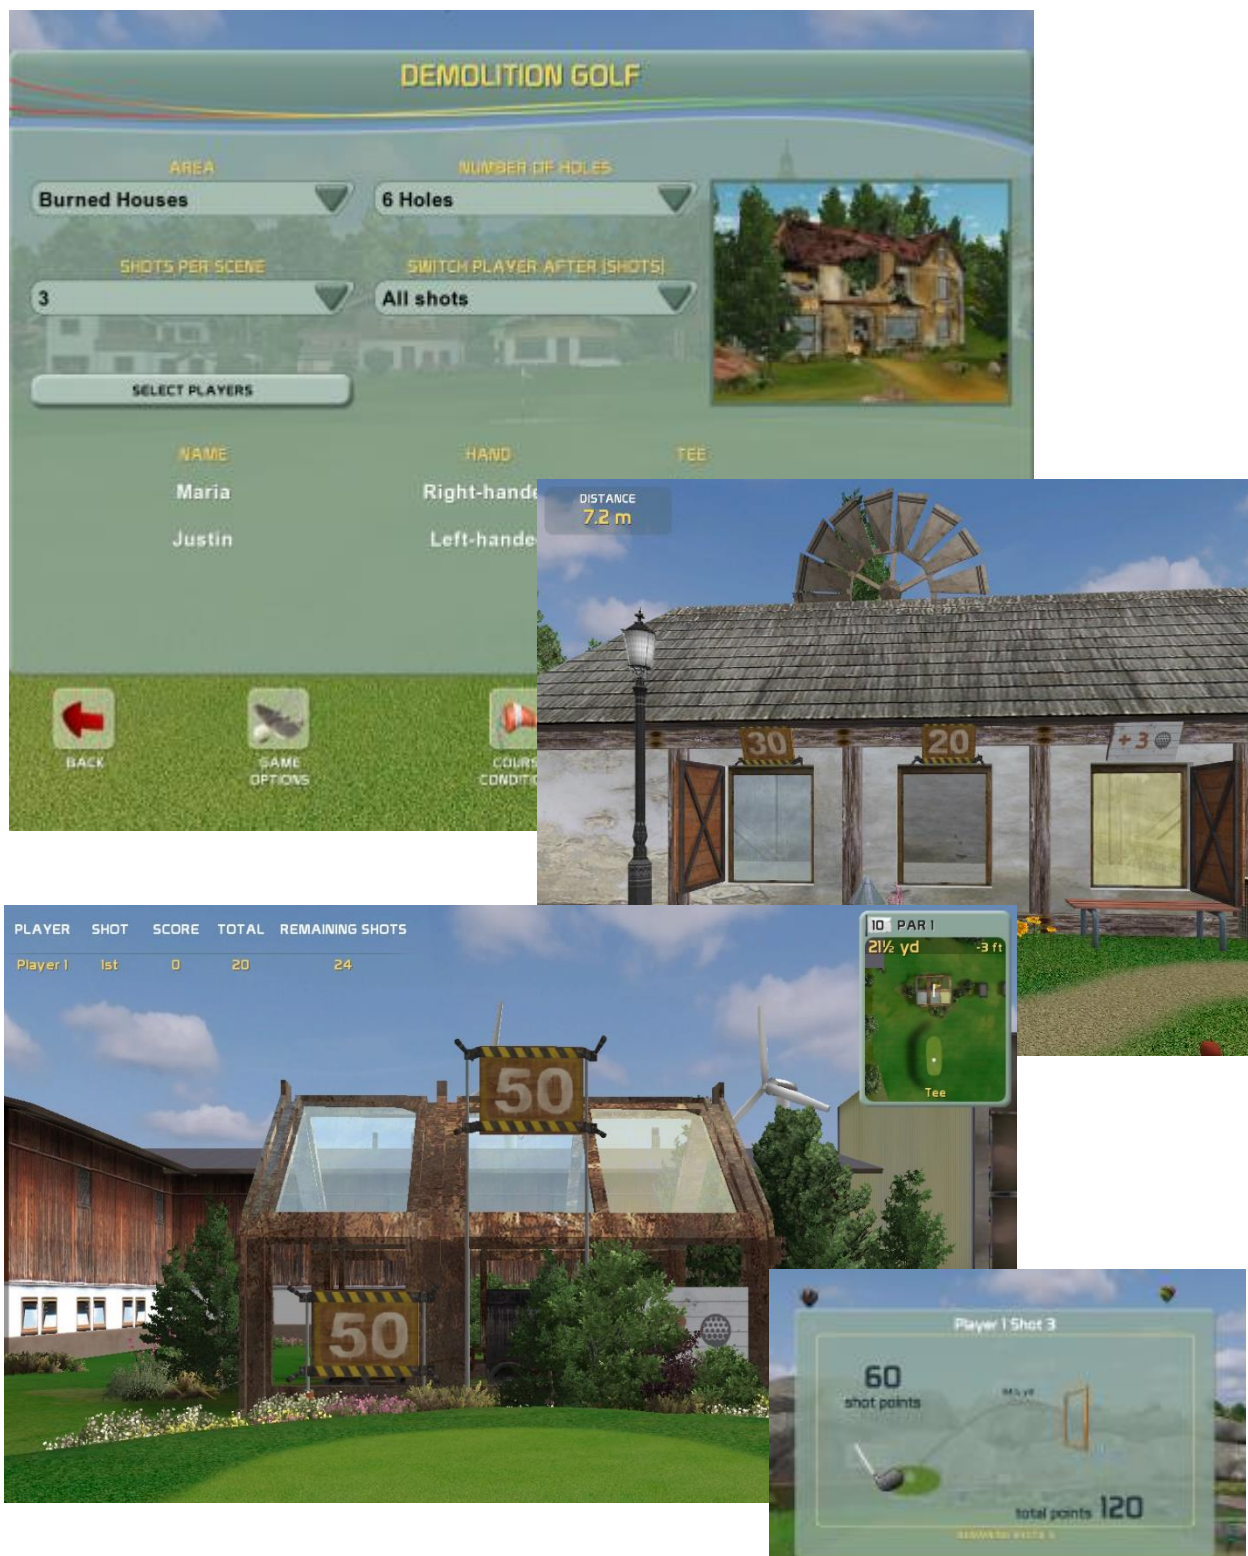 DEMOLITION GOLF
AREA
NUMBER OF HOLES
Burned Houses
6 Holes
SHOTS PER SCENE
SWITCH PLAYER AFTER (SHOTS)
3
All shots
SELECT PLAYERS
NAME
HAND
TEE
Maria
Right-hande
Justin
Left-hande
BACK
GAME
OPTIONS
COURS
CONDITIO
DISTANCE
7.2 m
30
20
+ 3
PLAYER
SHOT
SCORE
TOTAL
REMAINING SHOTS
Player 1
1st
0
20
24
10
PAR 1
21½ yd
-3 ft
Tee
50
50
Player 1 Shot 3
60
shot points
total points 120